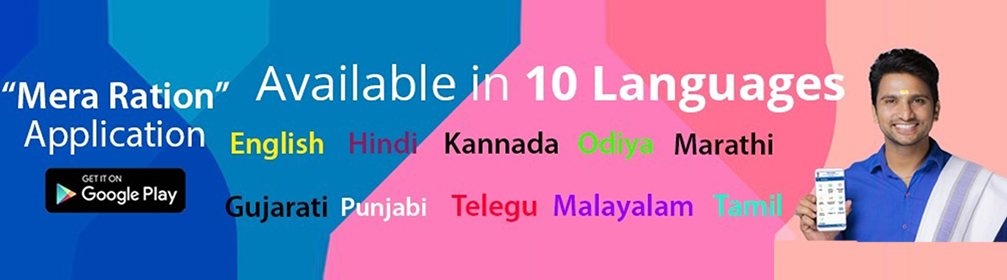 “Mera Ration”
Application
GET IT ON
Google Play
Available in 10 Languages
English Hindi Kannada Odiya Marathi
Gujarati Punjabi Telegu Malayalam Tamil